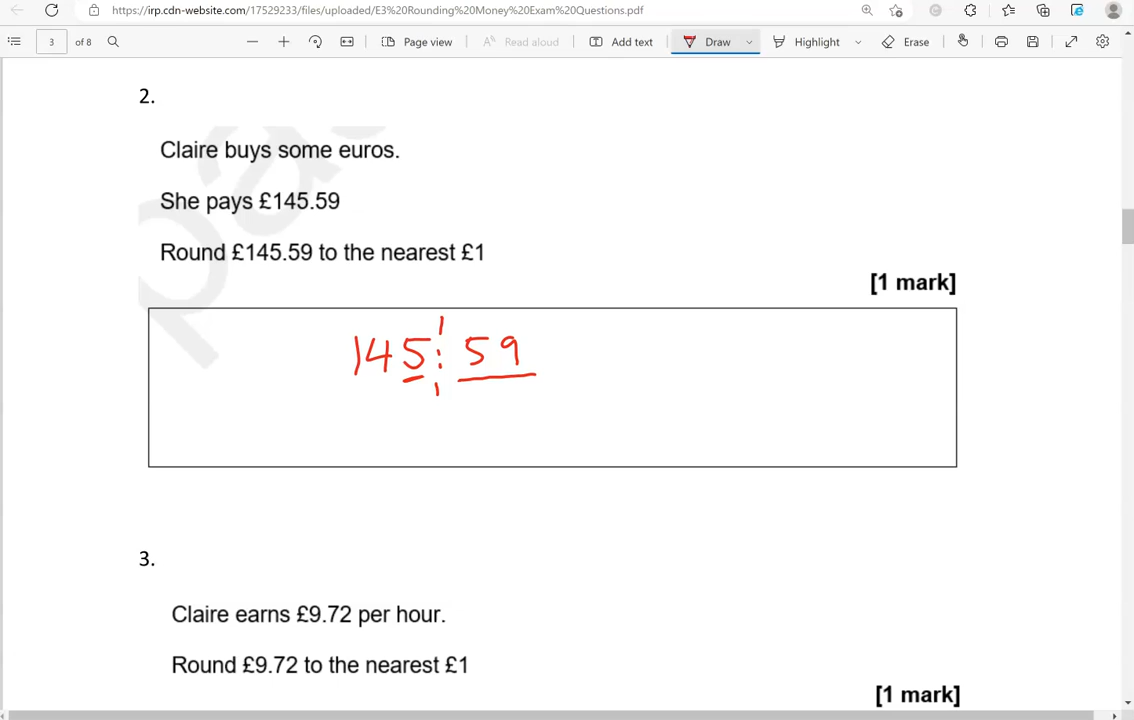 https://irp.cdn-website.com/17529233/files/uploaded/E3%20Rounding%20Money%20Exam%20Questions.pdf
3 of 8 Page view Read aloud Add text Draw Highlight Erase
2.
Claire buys some euros.
She pays £145.59
Round £145.59 to the nearest £1
[1 mark]
145.59
3.
Claire earns £9.72 per hour.
Round £9.72 to the nearest £1
[1 mark]